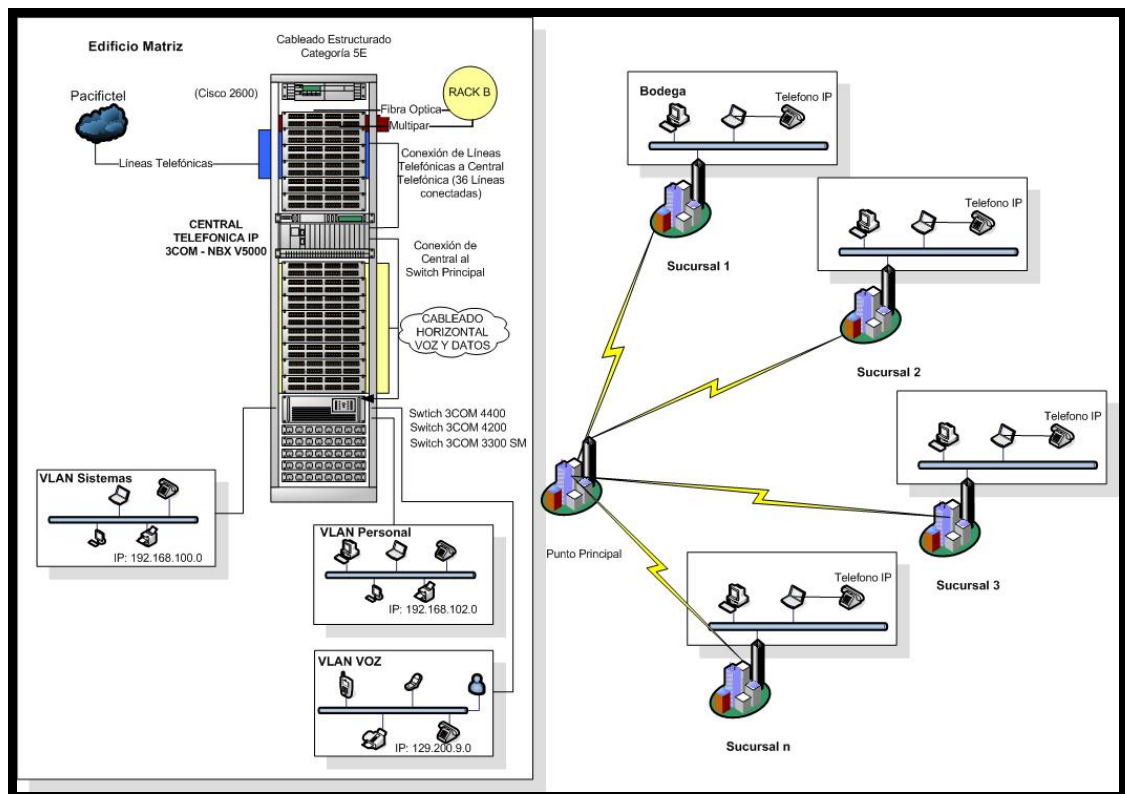 Edificio Matriz
Cableado Estructurado
Categoría 5E
Pacifictel
(Cisco 2600)
RACK B
Fibra Optica
Multipar
Líneas Telefónicas
Conexión de Líneas
Telefónicas a Central
Telefónica (36 Líneas
conectadas)
CENTRAL
TELEFONICA IP
3COM - NBX V5000
Conexión de
Central al
Switch Principal
CABLEADO
HORIZONTAL
VOZ Y DATOS
Swtich 3COM 4400
Switch 3COM 4200
Switch 3COM 3300 SM
VLAN Sistemas
IP: 192.168.100.0
VLAN Personal
IP: 192.168.102.0
VLAN VOZ
IP: 129.200.9.0
Bodega
Telefono IP
Sucursal 1
Telefono IP
Sucursal 2
Telefono IP
Sucursal 3
Punto Principal
Telefono IP
Sucursal n